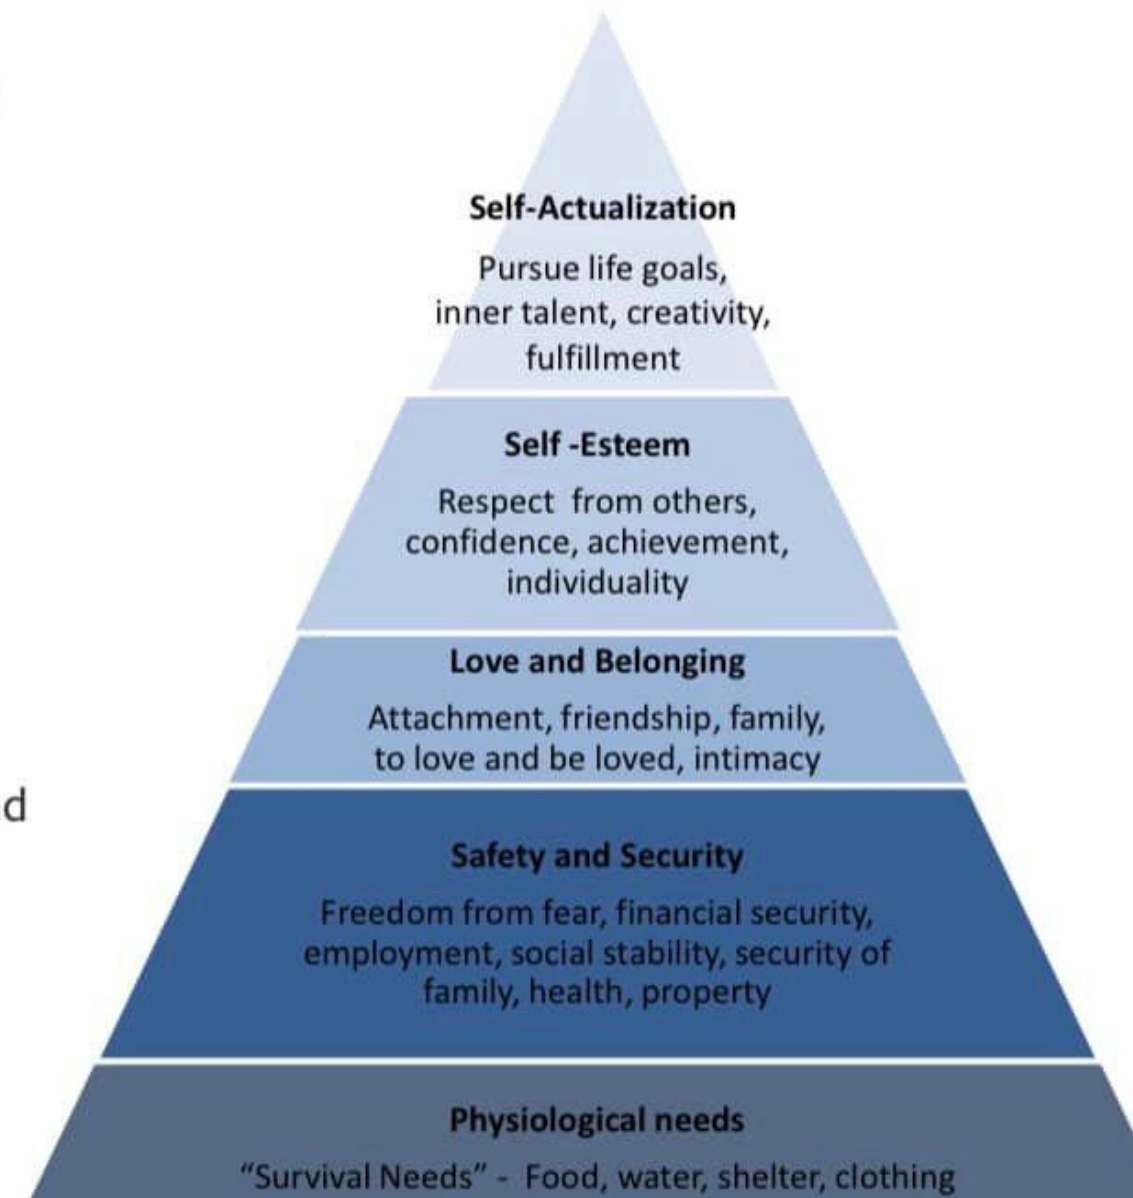 Self-Actualization
Pursue life goals,
inner talent, creativity,
fulfillment
Self -Esteem
Respect  from others,
confidence, achievement,
individuality
Love and Belonging
Attachment, friendship, family,
to love and be loved, intimacy
d
Safety and Security
Freedom from fear, financial security,
employment, social stability, security of
family, health, property
Physiological needs
“Survival Needs” -  Food, water, shelter, clothing